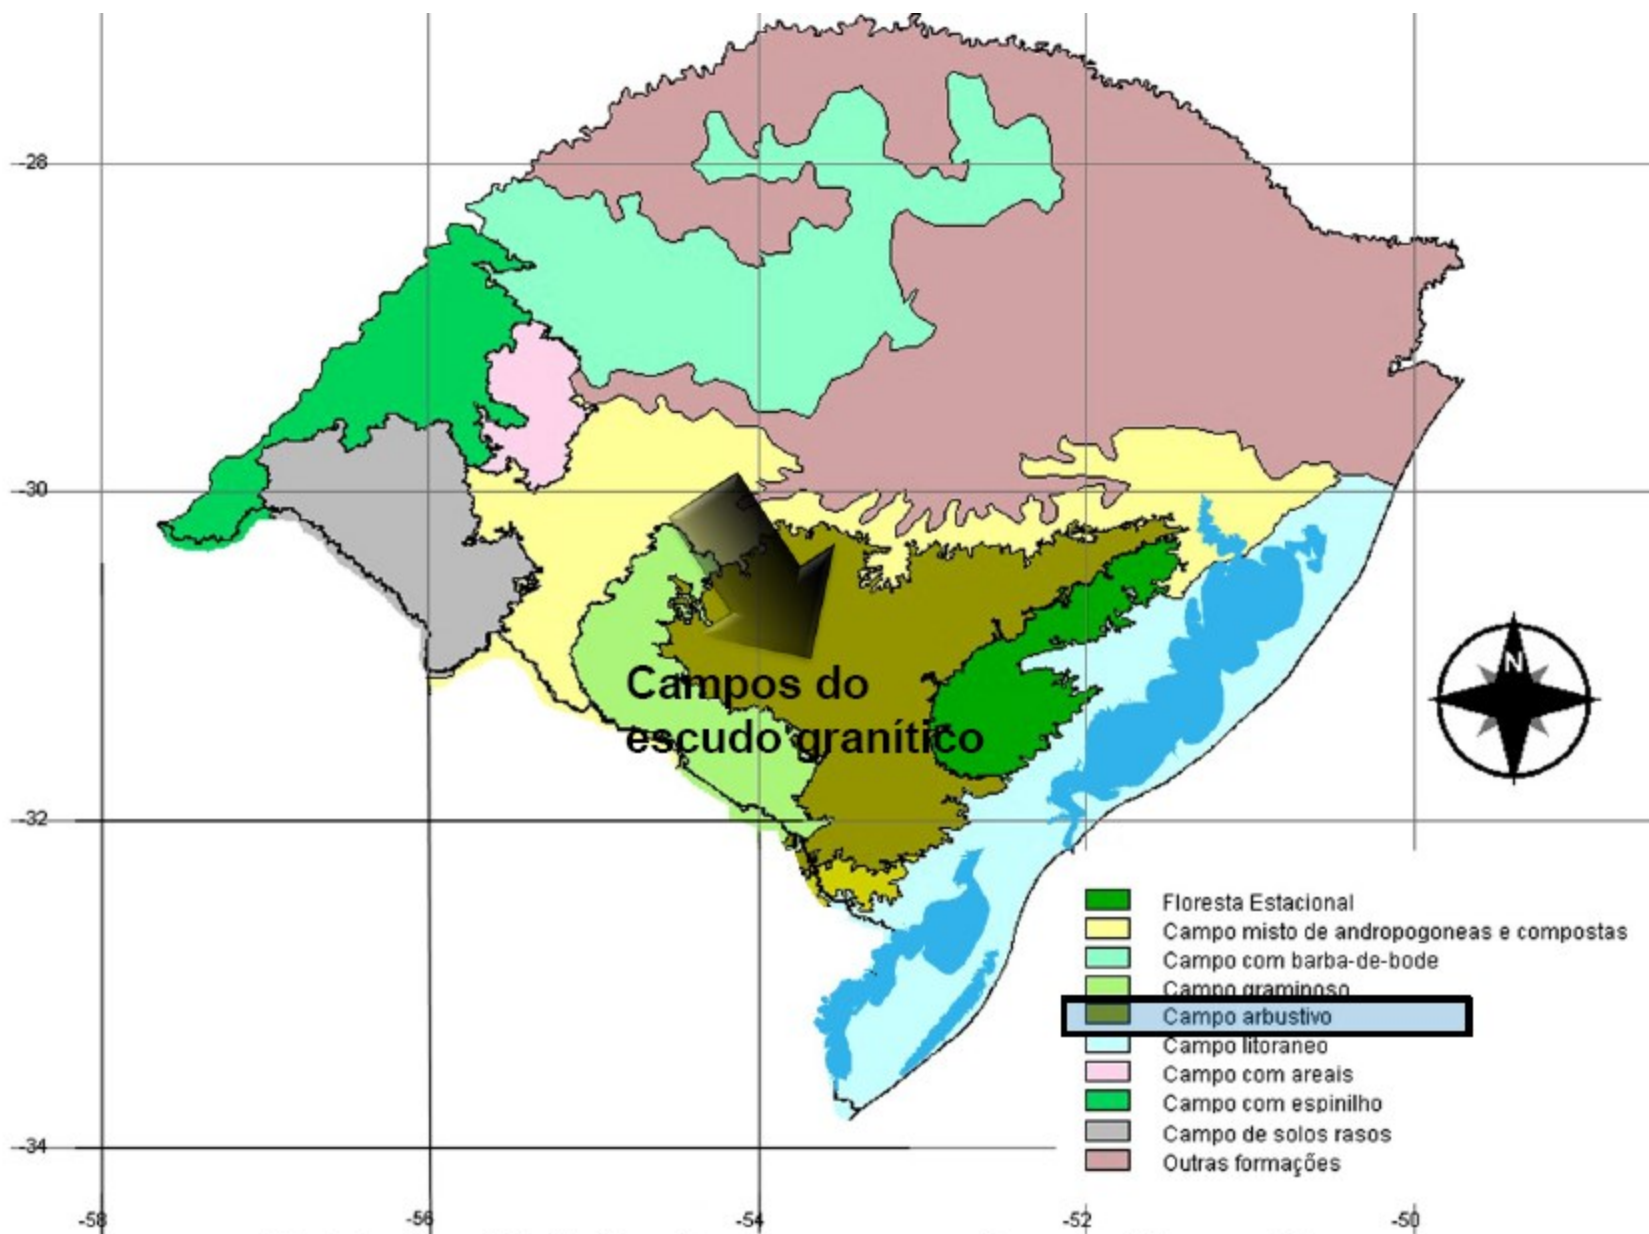 -28
-30
N
Campos do
escudo granítico
-32
Floresta Estacional
Campo misto de andropogoneas e compostas
Campo com barba-de-bode
Campo graminoso
Campo arbustivo
Campo litoraneo
Campo com areais
Campo com espinilho
Campo de solos rasos
Outras formações
-34
-58 -56 -54 -52 -50